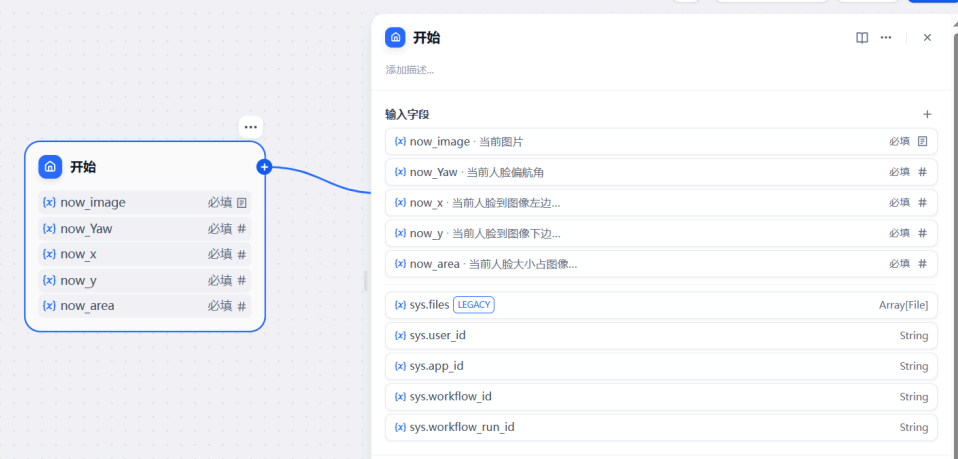 开始
{x} now_image 必填
{x} now_Yaw 必填 #
{x} now_x 必填 #
{x} now_y 必填 #
{x} now_area 必填 #
开始
添加描述...
输入字段
{x} now_image · 当前图片 必填
{x} now_Yaw · 当前人脸偏航角 必填 #
{x} now_x · 当前人脸到图像左边... 必填 #
{x} now_y · 当前人脸到图像下边... 必填 #
{x} now_area · 当前人脸大小占图像... 必填 #
{x} sys.files LEGACY Array[File]
{x} sys.user_id String
{x} sys.app_id String
{x} sys.workflow_id String
{x} sys.workflow_run_id String